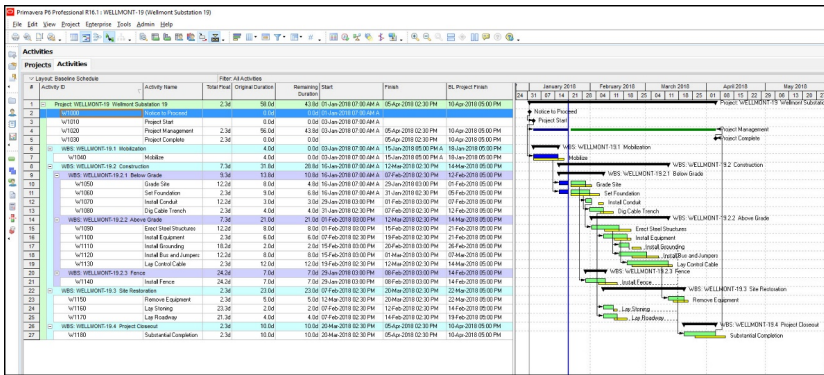 Primavera P6 Professional R16.1 : WELLMONT-19 (Wellmont Substation 19)
File Edit View Project Enterprise Tools Admin Help
Activities
Projects Activities
Layout: Baseline Schedule Filter: All Activities
# Activity ID Activity Name Total Float Original Duration Remaining Duration Start Finish BL Project Finish
January 2018 February 2018 March 2018 April 2018 May 2018
24 31 07 14 21 28 04 11 18 25 04 11 18 25 01 08 15 22 29 06 13 20
1 Project: WELLMONT-19 Wellmont Substation 19 2.3d 58.0d 43.8d 01-Jan-2018 07:00 AM A 05-Apr-2018 02:30 PM 10-Apr-2018 05:00 PM
2 W1000 Notice to Proceed 0.0d 0.0d 01-Jan-2018 07:00 AM A
3 W1010 Project Start 0.0d 0.0d 03-Jan-2018 07:00 AM A
4 W1020 Project Management 2.3d 56.0d 43.8d 03-Jan-2018 07:00 AM A 05-Apr-2018 02:30 PM 10-Apr-2018 05:00 PM
5 W1030 Project Complete 2.3d 0.0d 0.0d 05-Apr-2018 02:30 PM 10-Apr-2018 05:00 PM
6 WBS: WELLMONT-19.1 Mobilization 4.0d 0.0d 03-Jan-2018 07:00 AM A 15-Jan-2018 05:00 PM A 18-Jan-2018 05:00 PM
7 W1040 Mobilize 4.0d 0.0d 03-Jan-2018 07:00 AM A 15-Jan-2018 05:00 PM A 18-Jan-2018 05:00 PM
8 WBS: WELLMONT-19.2 Construction 7.3d 31.8d 28.8d 16-Jan-2018 07:00 AM A 12-Mar-2018 02:30 PM 14-Mar-2018 05:00 PM
9 WBS: WELLMONT-19.2.1 Below Grade 9.3d 13.8d 10.8d 16-Jan-2018 07:00 AM A 07-Feb-2018 02:30 PM 12-Feb-2018 05:00 PM
10 W1050 Grade Site 12.2d 8.0d 4.8d 16-Jan-2018 07:00 AM A 29-Jan-2018 03:00 PM 01-Feb-2018 05:00 PM
11 W1060 Set Foundation 2.3d 9.0d 6.8d 16-Jan-2018 07:00 AM A 31-Jan-2018 02:30 PM 05-Feb-2018 05:00 PM
12 W1070 Install Conduit 12.2d 3.0d 3.0d 29-Jan-2018 03:00 PM 01-Feb-2018 03:00 PM 07-Feb-2018 05:00 PM
13 W1080 Dig Cable Trench 2.3d 4.0d 4.0d 31-Jan-2018 02:30 PM 07-Feb-2018 02:30 PM 12-Feb-2018 05:00 PM
14 WBS: WELLMONT-19.2.2 Above Grade 7.3d 21.0d 21.0d 01-Feb-2018 03:00 PM 12-Mar-2018 02:30 PM 14-Mar-2018 05:00 PM
15 W1090 Erect Steel Structures 12.2d 8.0d 8.0d 01-Feb-2018 03:00 PM 15-Feb-2018 03:00 PM 21-Feb-2018 05:00 PM
16 W1100 Install Equipment 12.2d 6.0d 6.0d 07-Feb-2018 02:30 PM 19-Feb-2018 02:30 PM 21-Feb-2018 05:00 PM
17 W1110 Install Grounding 18.2d 2.0d 2.0d 15-Feb-2018 03:00 PM 20-Feb-2018 03:00 PM 26-Feb-2018 05:00 PM
18 W1120 Install Bus and Jumpers 12.2d 8.0d 8.0d 15-Feb-2018 03:00 PM 01-Mar-2018 03:00 PM 07-Mar-2018 05:00 PM
19 W1130 Lay Control Cable 2.3d 12.0d 12.0d 19-Feb-2018 02:30 PM 12-Mar-2018 02:30 PM 14-Mar-2018 05:00 PM
20 WBS: WELLMONT-19.2.3 Fence 24.2d 7.0d 7.0d 29-Jan-2018 03:00 PM 08-Feb-2018 03:00 PM 14-Feb-2018 05:00 PM
21 W1140 Install Fence 24.2d 7.0d 7.0d 29-Jan-2018 03:00 PM 08-Feb-2018 03:00 PM 14-Feb-2018 05:00 PM
22 WBS: WELLMONT-19.3 Site Restoration 2.3d 23.0d 23.0d 07-Feb-2018 02:30 PM 20-Mar-2018 02:30 PM 22-Mar-2018 05:00 PM
23 W1150 Remove Equipment 2.3d 5.0d 5.0d 12-Mar-2018 02:30 PM 20-Mar-2018 02:30 PM 22-Mar-2018 05:00 PM
24 W1160 Lay Stoning 23.3d 2.0d 2.0d 07-Feb-2018 02:30 PM 12-Feb-2018 02:30 PM 14-Feb-2018 05:00 PM
25 W1170 Lay Roadway 21.3d 4.0d 4.0d 07-Feb-2018 02:30 PM 14-Feb-2018 02:30 PM 19-Feb-2018 05:00 PM
26 WBS: WELLMONT-19.4 Project Closeout 2.3d 10.0d 10.0d 20-Mar-2018 02:30 PM 05-Apr-2018 02:30 PM 10-Apr-2018 05:00 PM
27 W1180 Substantial Completion 2.3d 10.0d 10.0d 20-Mar-2018 02:30 PM 05-Apr-2018 02:30 PM 10-Apr-2018 05:00 PM
Project: WELLMONT-19 Wellmont Substatio
Notice to Proceed
Project Start
Project Management
Project Complete
WBS: WELLMONT-19.1 Mobilization
Mobilize
WBS: WELLMONT-19.2 Construction
WBS: WELLMONT-19.2.1 Below Grade
Grade Site
Set Foundation
Install Conduit
Dig Cable Trench
WBS: WELLMONT-19.2.2 Above Grade
Erect Steel Structures
Install Equipment
Install Grounding
Install Bus and Jumpers
Lay Control Cable
WBS: WELLMONT-19.2.3 Fence
Install Fence
WBS: WELLMONT-19.3 Site Restoration
Remove Equipment
Lay Stoning
Lay Roadway
WBS: WELLMONT-19.4 Project Closeout
Substantial Completion